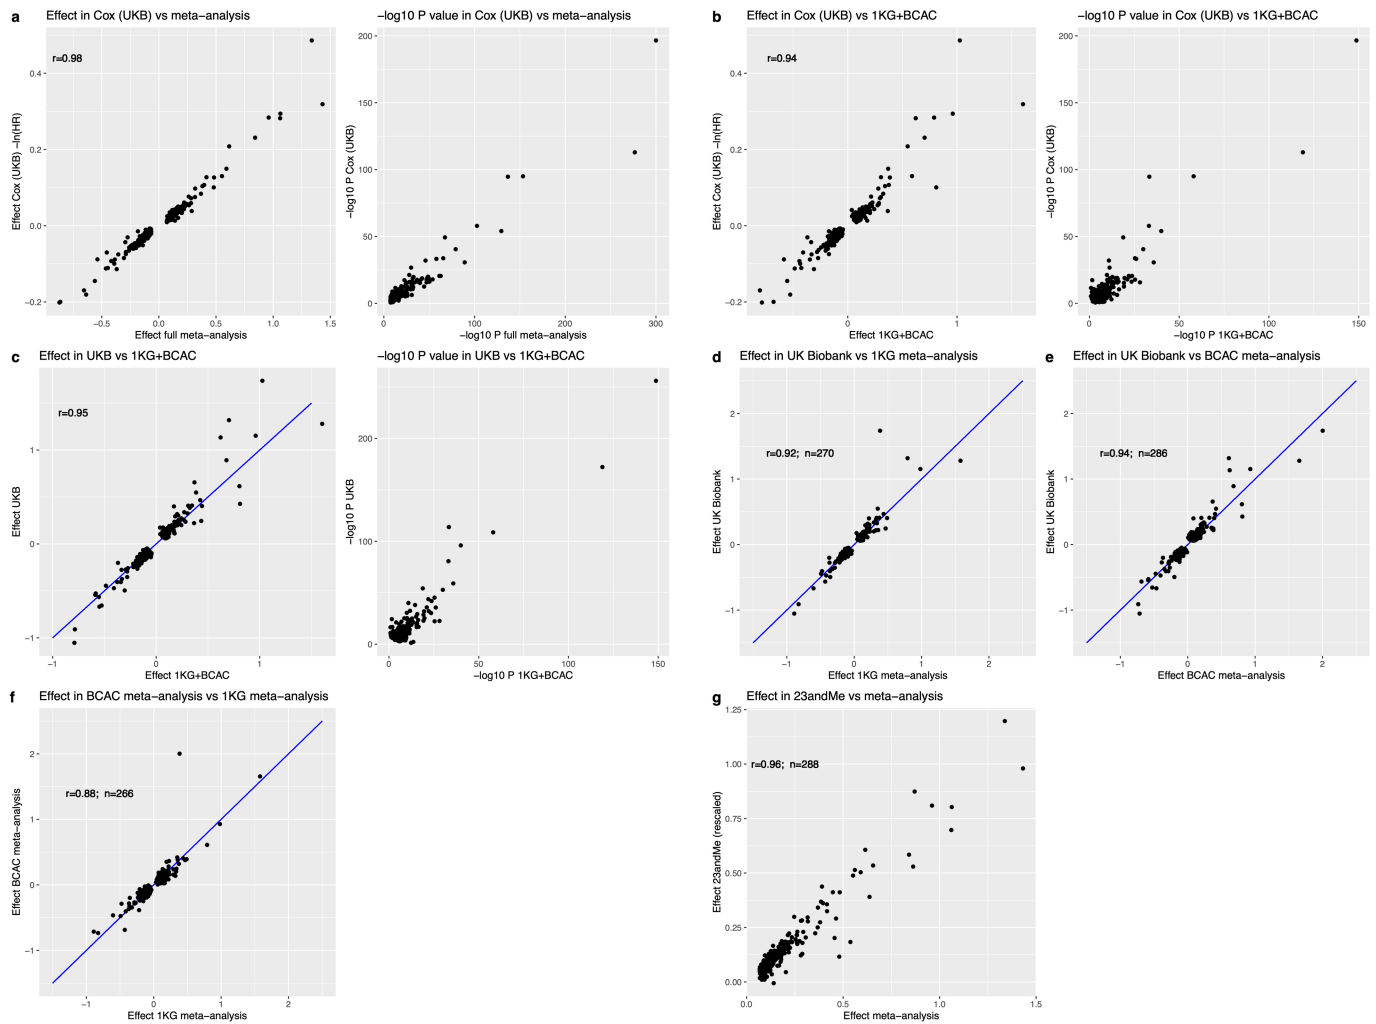 a
Effect in Cox (UKB) vs meta−analysis
r=0.98
Effect Cox (UKB) −ln(HR)
0.4
0.2
0.0
−0.2
−0.5
0.0
0.5
1.0
1.5
Effect full meta−analysis
−log10 P value in Cox (UKB) vs meta−analysis
−log10 P Cox (UKB)
200
150
100
50
0
0
100
200
300
−log10 P full meta−analysis
b
Effect in Cox (UKB) vs 1KG+BCAC
r=0.94
Effect Cox (UKB) −ln(HR)
0.4
0.2
0.0
−0.2
0
1
Effect 1KG+BCAC
−log10 P value in Cox (UKB) vs 1KG+BCAC
−log10 P Cox (UKB)
200
150
100
50
0
0
50
100
150
−log10 P 1KG+BCAC
c
Effect in UKB vs 1KG+BCAC
r=0.95
Effect UKB
1
0
−1
−1
0
1
Effect 1KG+BCAC
−log10 P value in UKB vs 1KG+BCAC
−log10 P UKB
200
100
0
0
50
100
150
−log10 P 1KG+BCAC
d
Effect in UK Biobank vs 1KG meta−analysis
r=0.92; n=270
Effect UK Biobank
2
1
0
−1
−1
0
1
2
Effect 1KG meta−analysis
e
Effect in UK Biobank vs BCAC meta−analysis
r=0.94; n=286
Effect UK Biobank
2
1
0
−1
−1
0
1
2
Effect BCAC meta−analysis
f
Effect in BCAC meta−analysis vs 1KG meta−analysis
r=0.88; n=266
Effect BCAC meta−analysis
2
1
0
−1
−1
0
1
2
Effect 1KG meta−analysis
g
Effect in 23andMe vs meta−analysis
r=0.96; n=288
Effect 23andMe (rescaled)
1.25
1.00
0.75
0.50
0.25
0.00
0.0
0.5
1.0
1.5
Effect meta−analysis